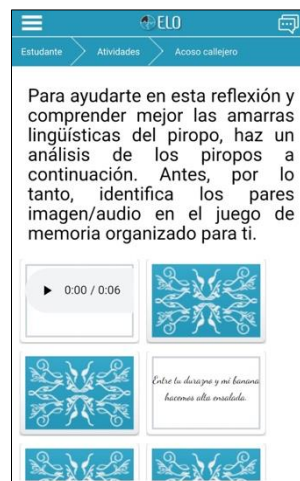 ELO
Estudante
Atividades
Acoso callejero
Para ayudarte en esta reflexión y
comprender mejor las amarras
lingüísticas del piropo, haz un
análisis de los piropos a
continuación. Antes, por lo
tanto, identifica los pares
imagen/audio en el juego de
memoria organizado para ti.
0:00 / 0:06
Entre tu durazno y mi banana
hacemos alta ensalada.